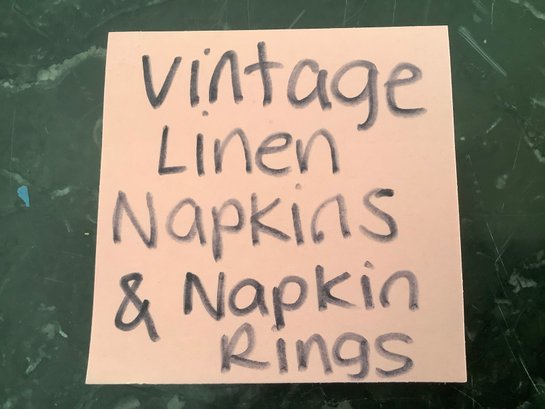 Vintage
Linen
Napkins
& Napkin
Rings